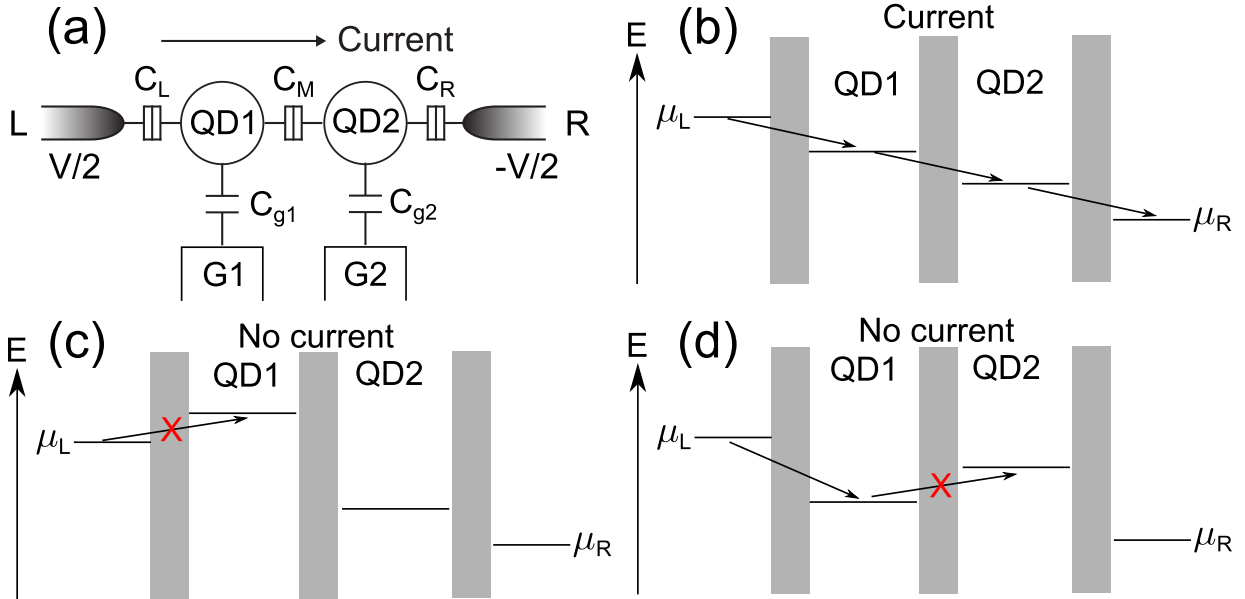 (a)
Current
C_L C_M C_R
L QD1 QD2 R
V/2 -V/2
C_g1 C_g2
G1 G2
(b)
Current
E
QD1 QD2
μ_L
μ_R
(c)
No current
E
QD1 QD2
X
μ_L
μ_R
(d)
No current
E
QD1 QD2
μ_L
X
μ_R